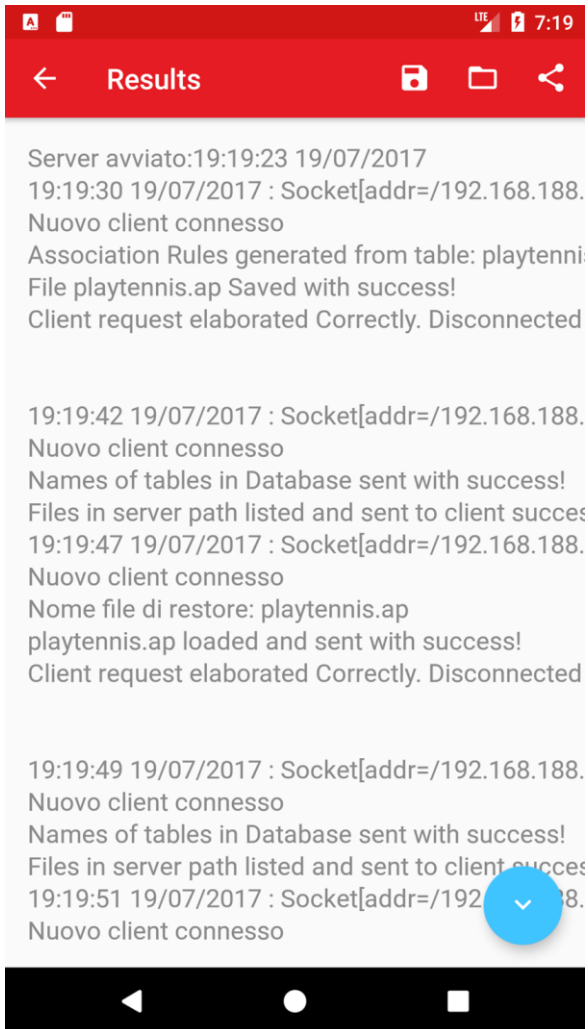 LTE 7:19
Results
Server avviato:19:19:23 19/07/2017
19:19:30 19/07/2017 : Socket[addr=/192.168.188.
Nuovo client connesso
Association Rules generated from table: playtenni
File playtennis.ap Saved with success!
Client request elaborated Correctly. Disconnected
19:19:42 19/07/2017 : Socket[addr=/192.168.188.
Nuovo client connesso
Names of tables in Database sent with success!
Files in server path listed and sent to client succes
19:19:47 19/07/2017 : Socket[addr=/192.168.188.
Nuovo client connesso
Nome file di restore: playtennis.ap
playtennis.ap loaded and sent with success!
Client request elaborated Correctly. Disconnected
19:19:49 19/07/2017 : Socket[addr=/192.168.188.
Nuovo client connesso
Names of tables in Database sent with success!
Files in server path listed and sent to client succes
19:19:51 19/07/2017 : Socket[addr=/192
Nuovo client connesso